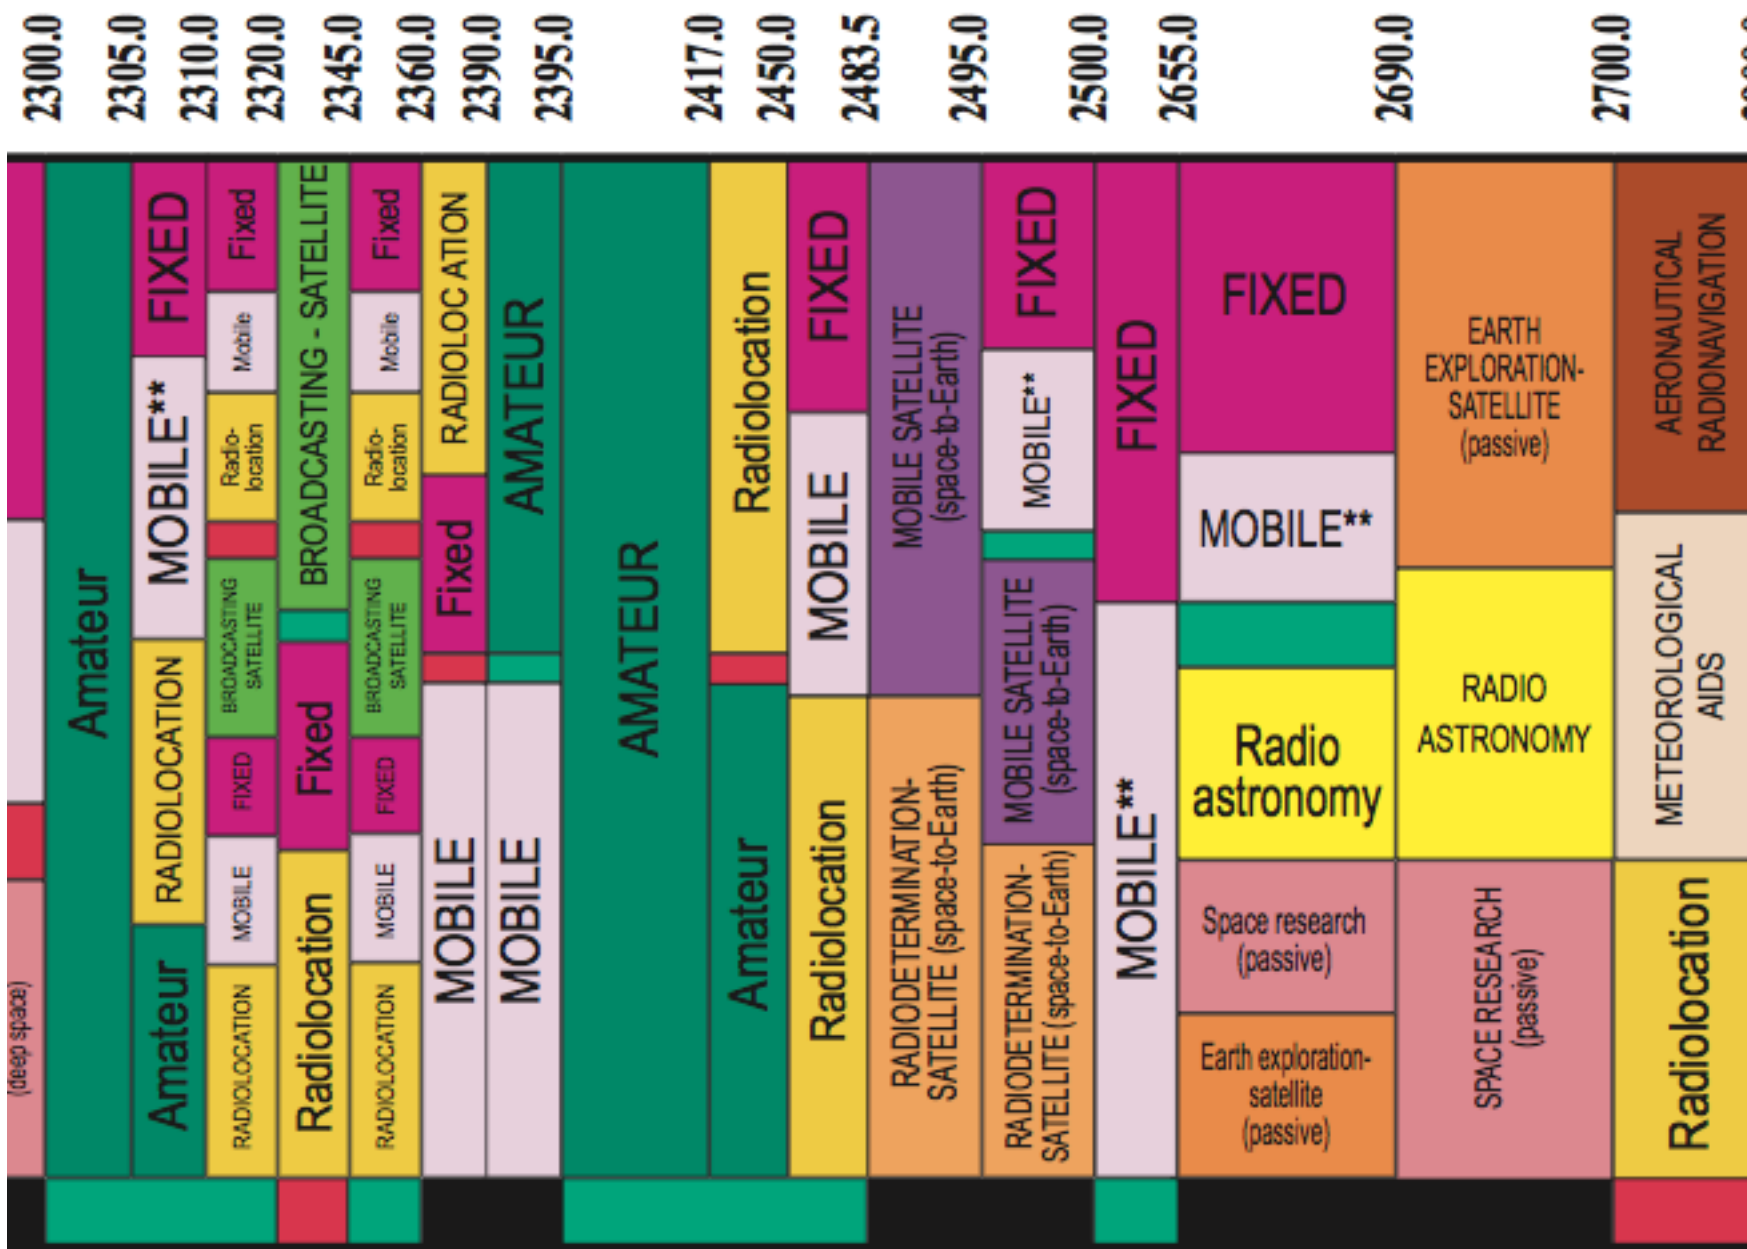 2300.0
2305.0
2310.0
2320.0
2345.0
2360.0
2390.0
2395.0
2417.0
2450.0
2483.5
2495.0
2500.0
2655.0
2690.0
2700.0
(deep space)
Amateur
FIXED
MOBILE**
RADIOLOCATION
Amateur
Fixed
Mobile
Radio-
location
BROADCASTING
SATELLITE
FIXED
MOBILE
RADIOLOCATION
BROADCASTING - SATELLITE
Fixed
Radiolocation
Fixed
Mobile
Radio-
location
BROADCASTING
SATELLITE
FIXED
MOBILE
RADIOLOCATION
RADIOLOC ATION
Fixed
MOBILE
AMATEUR
MOBILE
AMATEUR
Radiolocation
Amateur
FIXED
MOBILE
Radiolocation
MOBILE SATELLITE
(space-to-Earth)
RADIODETERMINATION-
SATELLITE (space-to-Earth)
FIXED
MOBILE**
MOBILE SATELLITE
(space-to-Earth)
RADIODETERMINATION-
SATELLITE (space-to-Earth)
FIXED
MOBILE**
FIXED
MOBILE**
Radio
astronomy
Space research
(passive)
Earth exploration-
satellite
(passive)
EARTH
EXPLORATION-
SATELLITE
(passive)
RADIO
ASTRONOMY
SPACE RESEARCH
(passive)
AERONAUTICAL
RADIONAVIGATION
METEOROLOGICAL
AIDS
Radiolocation